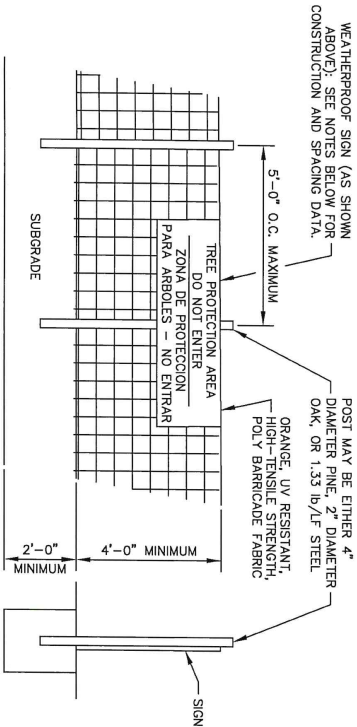 WEATHERPROOF SIGN (AS SHOWN
ABOVE): SEE NOTES BELOW FOR
CONSTRUCTION AND SPACING DATA.
POST MAY BE EITHER 4"
DIAMETER PINE, 2" DIAMETER
OAK, OR 1.33 lb/LF STEEL
5'-0" O.C. MAXIMUM
ORANGE, UV RESISTANT,
HIGH-TENSILE STRENGTH,
POLY BARRICADE FABRIC
TREE PROTECTION AREA
DO NOT ENTER
ZONA DE PROTECCION
PARA ARBOLES - NO ENTRAR
SUBGRADE
4'-0" MINIMUM
2'-0"
MINIMUM
SIGN